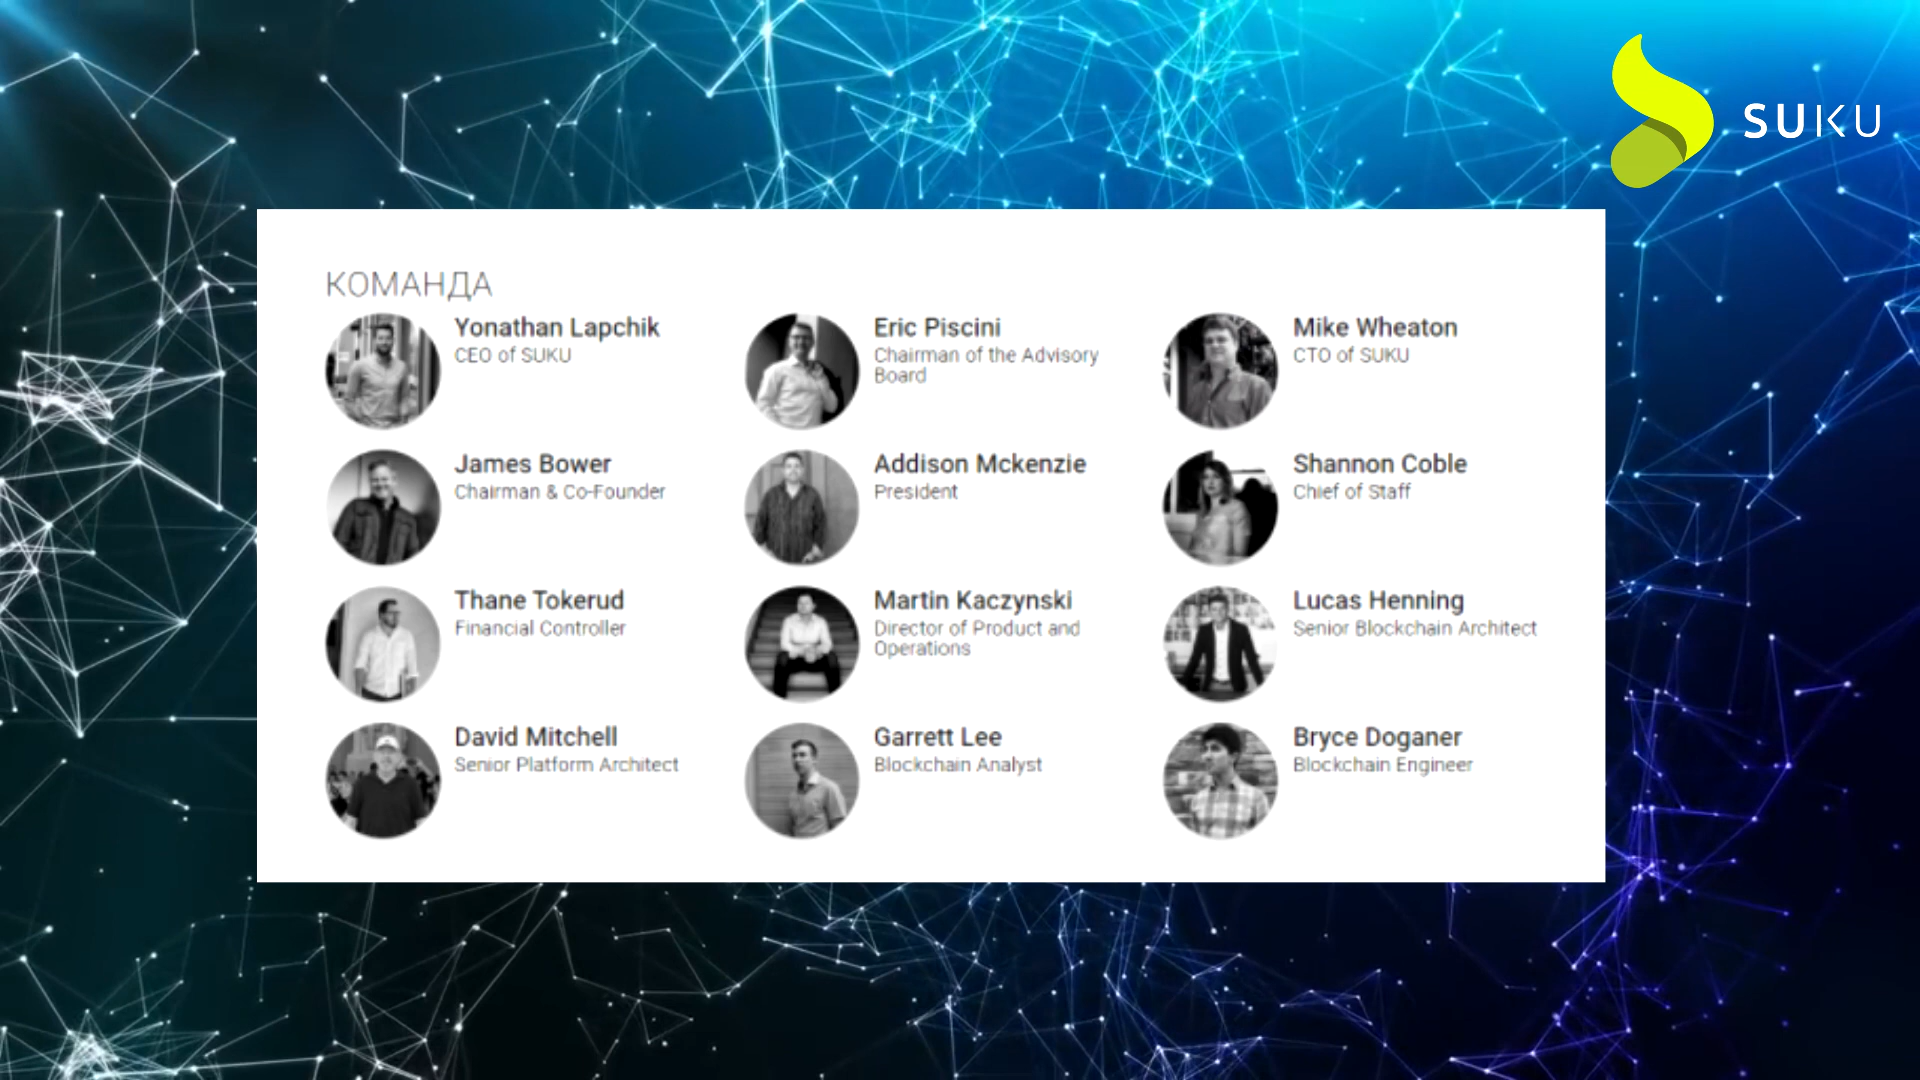 SUKU
КОМАНДА
Yonathan Lapchik
CEO of SUKU
Eric Piscini
Chairman of the Advisory
Board
Mike Wheaton
CTO of SUKU
James Bower
Chairman & Co-Founder
Addison Mckenzie
President
Shannon Coble
Chief of Staff
Thane Tokerud
Financial Controller
Martin Kaczynski
Director of Product and
Operations
Lucas Henning
Senior Blockchain Architect
David Mitchell
Senior Platform Architect
Garrett Lee
Blockchain Analyst
Bryce Doganer
Blockchain Engineer